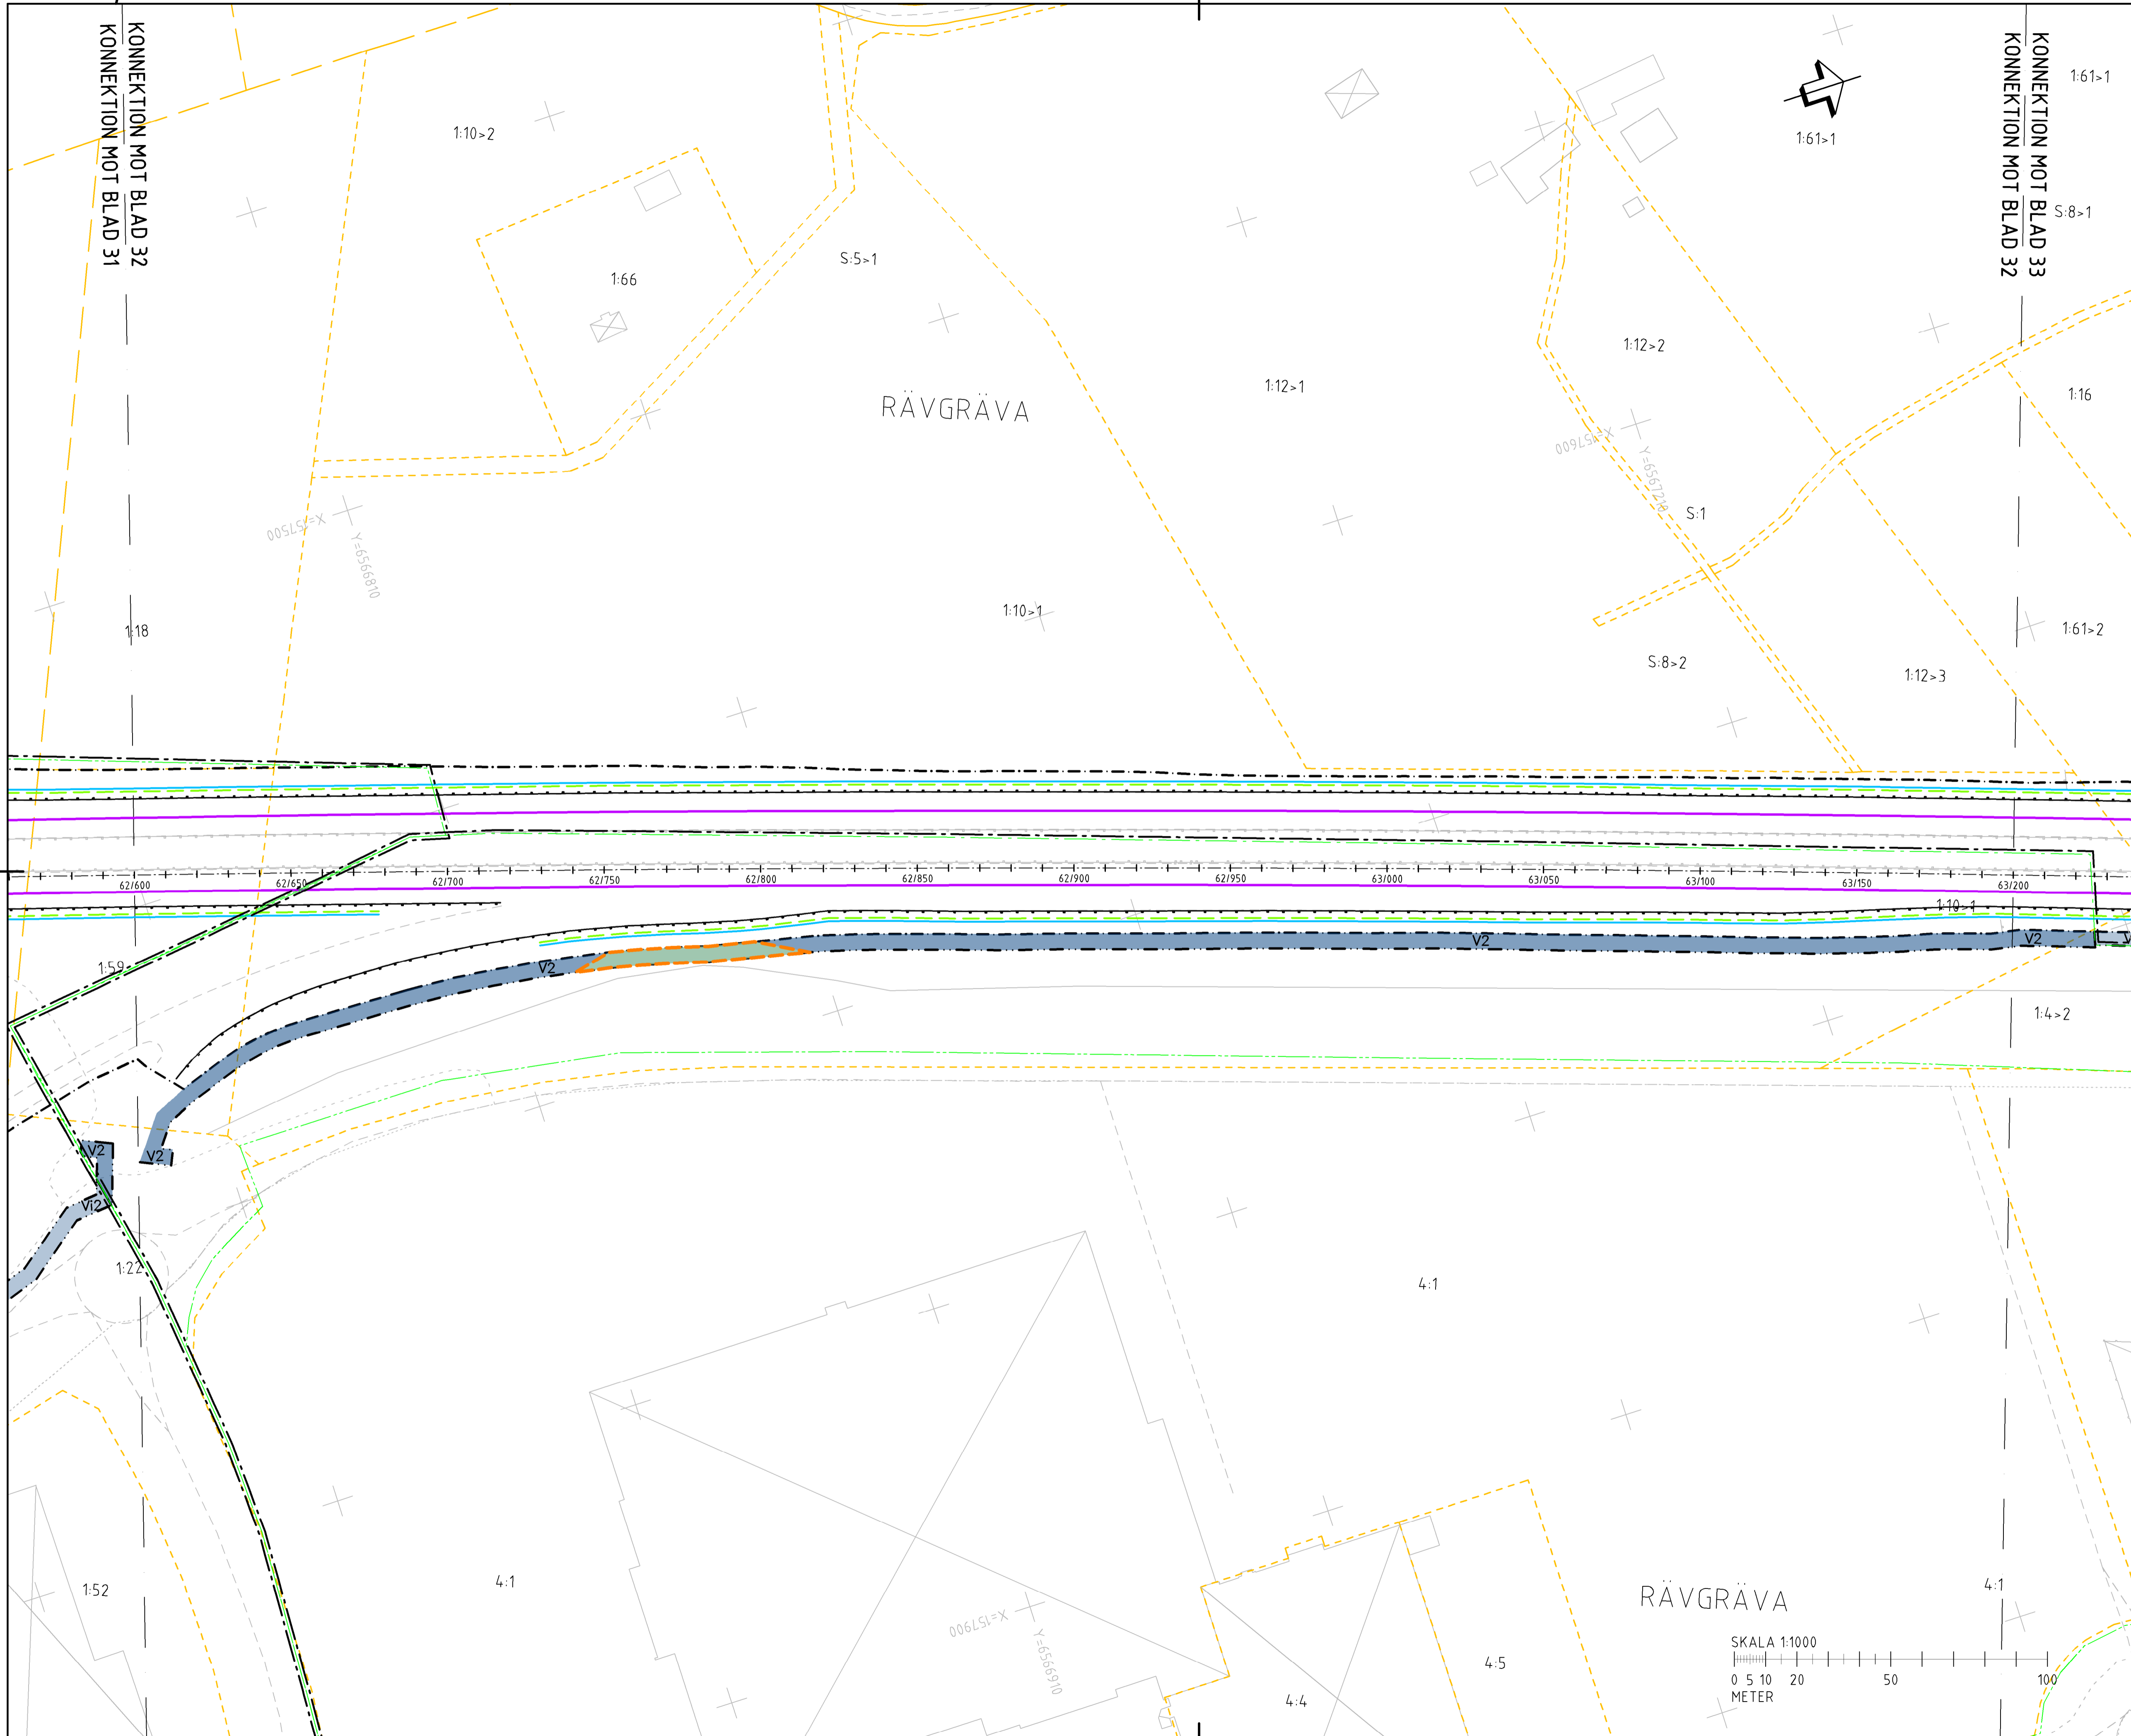 KONNEKTION MOT BLAD 32
KONNEKTION MOT BLAD 31
KONNEKTION MOT BLAD 33
KONNEKTION MOT BLAD 32
1:61>1
1:10>2
1:61>1
S:8>1
S:5>1
1:66
1:12>2
1:12>1
1:16
RÄVGRÄVA
X=157600
Y=6567210
X=157500
Y=6566810
S:1
1:10>1
1:18
1:61>2
S:8>2
1:12>3
62/600
62/650
62/700
62/750
62/800
62/850
62/900
62/950
63/000
63/050
63/100
63/150
63/200
1:10>1
V2
V2
V2
1:59
1:4>2
V2
V2
Vi2
1:22
4:1
4:1
1:52
4:1
RÄVGRÄVA
X=157900
Y=6566910
4:5
4:4
SKALA 1:1000
0 5 10 20 50 100
METER